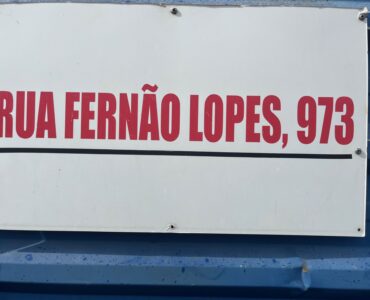 RUA FERNÃO LOPES, 973